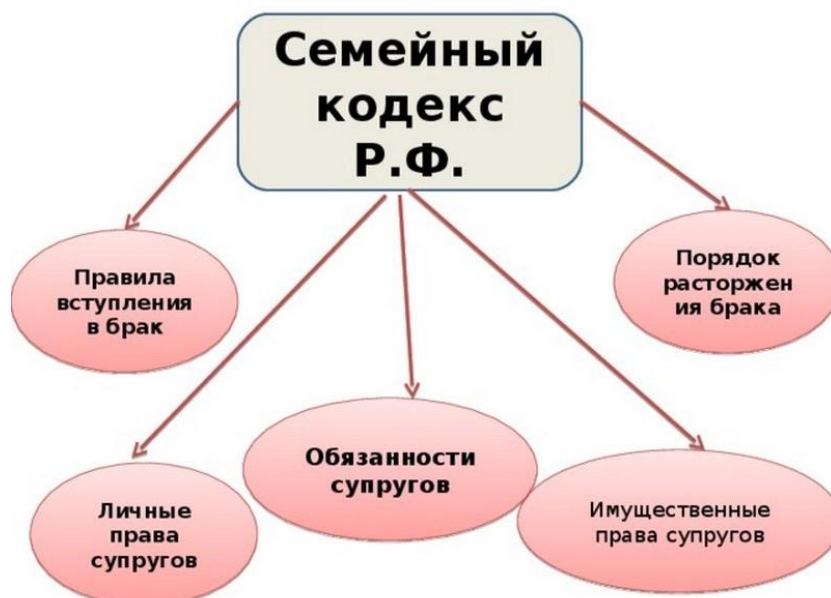 Семейный
кодекс
Р.Ф.
Правила
вступления
в брак
Порядок
расторжен
ия брака
Личные
права
супругов
Обязанности
супругов
Имущественные
права супругов